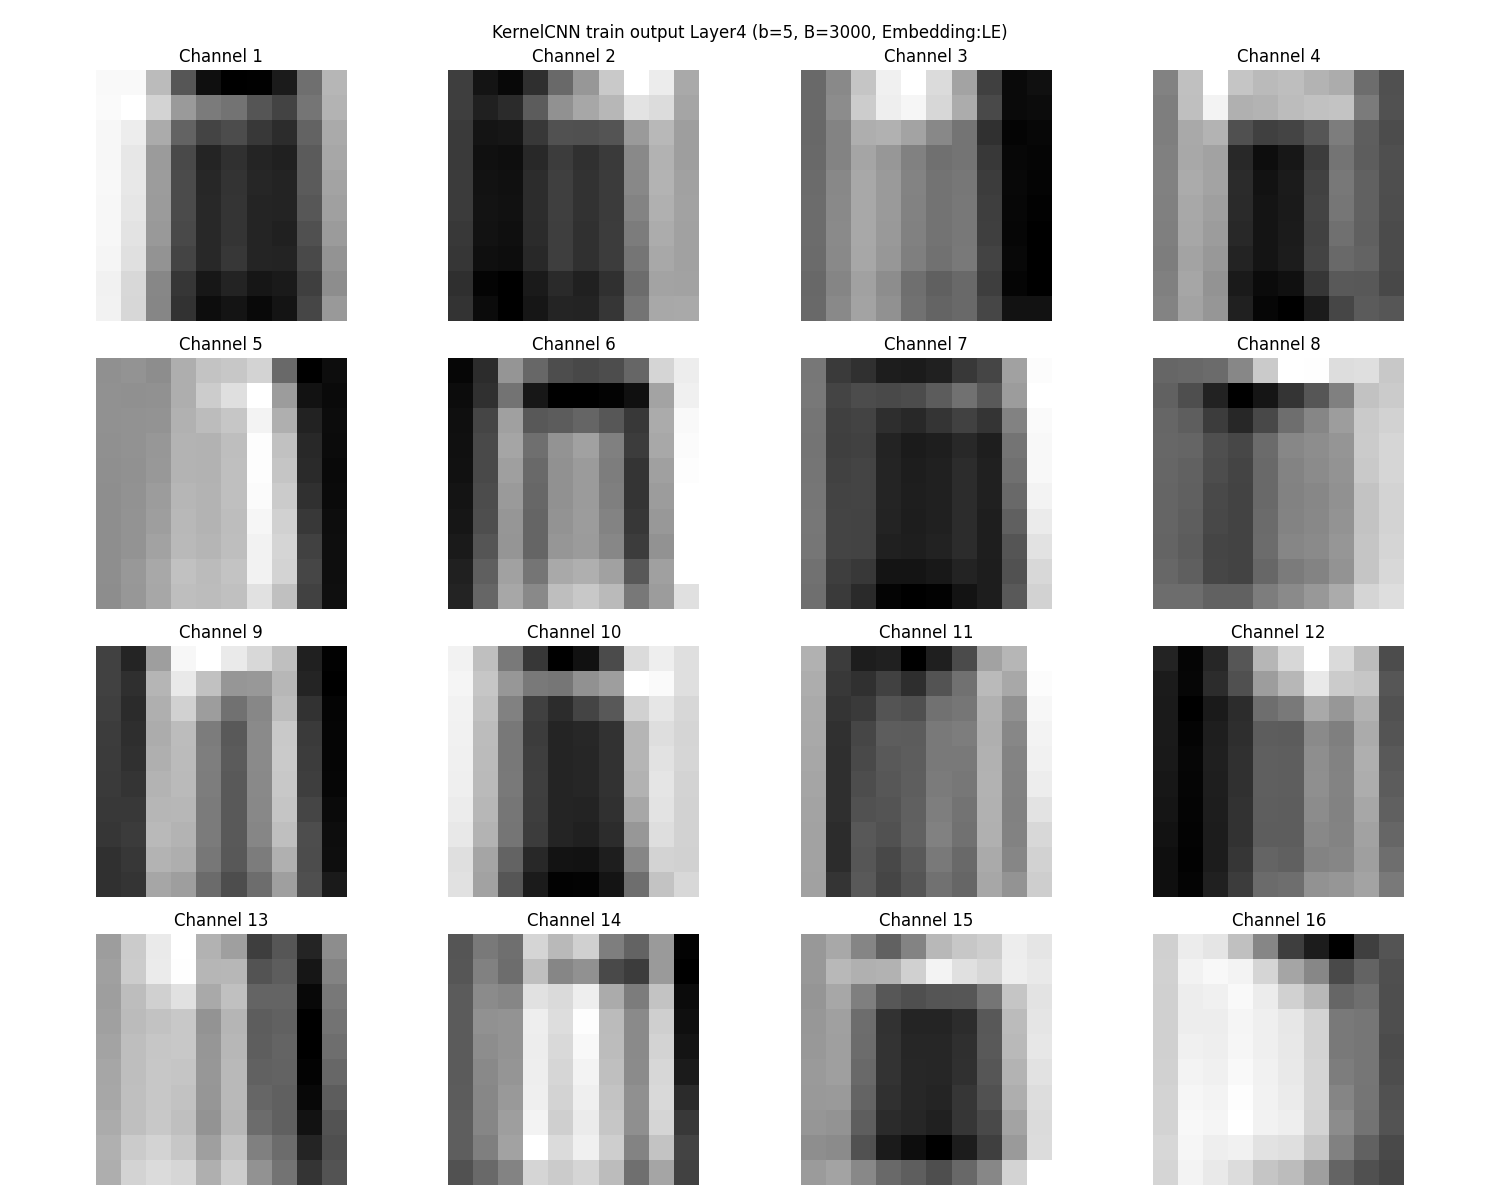 KernelCNN train output Layer4 (b=5, B=3000, Embedding:LE)
Channel 1
Channel 2
Channel 3
Channel 4
Channel 5
Channel 6
Channel 7
Channel 8
Channel 9
Channel 10
Channel 11
Channel 12
Channel 13
Channel 14
Channel 15
Channel 16